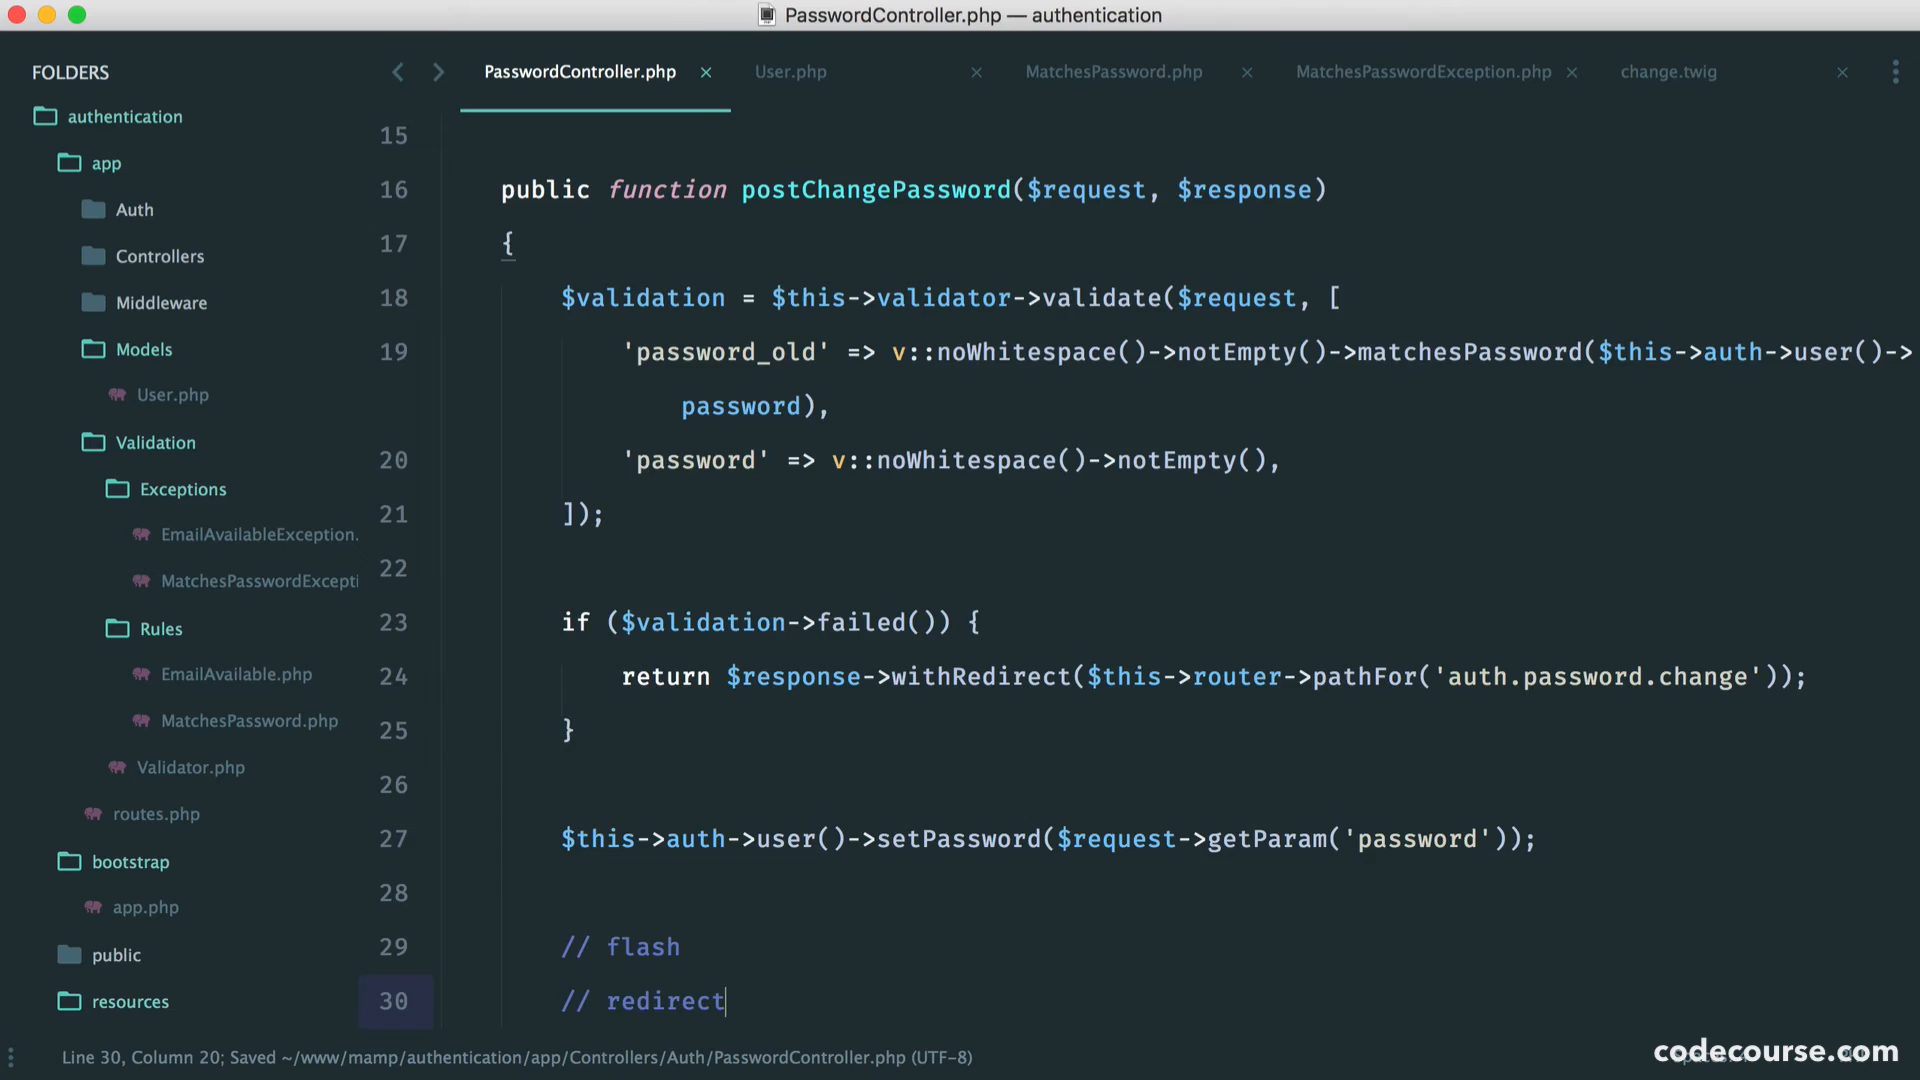 PasswordController.php — authentication
FOLDERS
authentication
app
Auth
Controllers
Middleware
Models
User.php
Validation
Exceptions
EmailAvailableException.
MatchesPasswordExcepti
Rules
EmailAvailable.php
MatchesPassword.php
Validator.php
routes.php
bootstrap
app.php
public
resources
PasswordController.php × User.php × MatchesPassword.php × MatchesPasswordException.php × change.twig ×
15
16 public function postChangePassword($request, $response)
17 {
18 $validation = $this->validator->validate($request, [
19 'password_old' => v::noWhitespace()->notEmpty()->matchesPassword($this->auth->user()->
password),
20 'password' => v::noWhitespace()->notEmpty(),
21 ]);
22
23 if ($validation->failed()) {
24 return $response->withRedirect($this->router->pathFor('auth.password.change'));
25 }
26
27 $this->auth->user()->setPassword($request->getParam('password'));
28
29 // flash
30 // redirect
Line 30, Column 20; Saved ~/www/mamp/authentication/app/Controllers/Auth/PasswordController.php (UTF-8)
codecourse.com